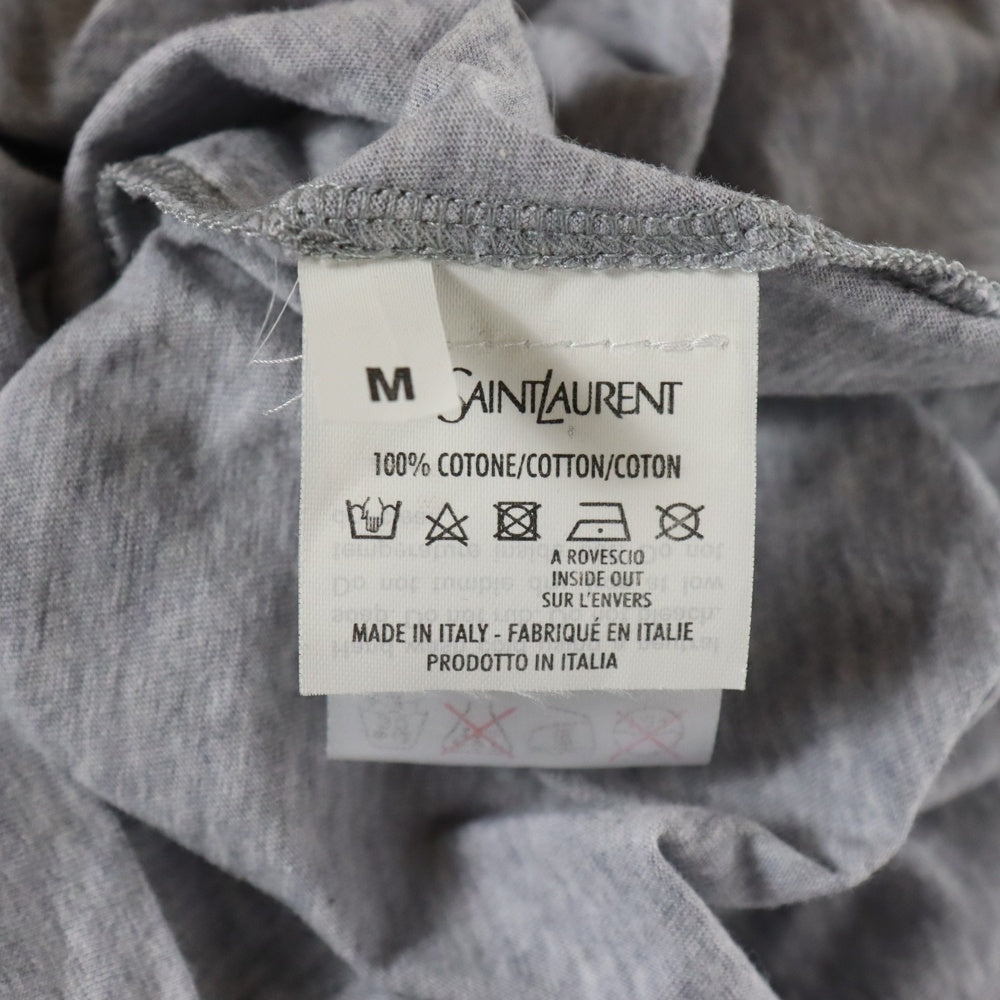 M
SAINT LAURENT
100% COTONE/COTTON/COTON
A ROVESCIO
INSIDE OUT
SUR L'ENVERS
MADE IN ITALY - FABRIQUÉ EN ITALIE
PRODOTTO IN ITALIA